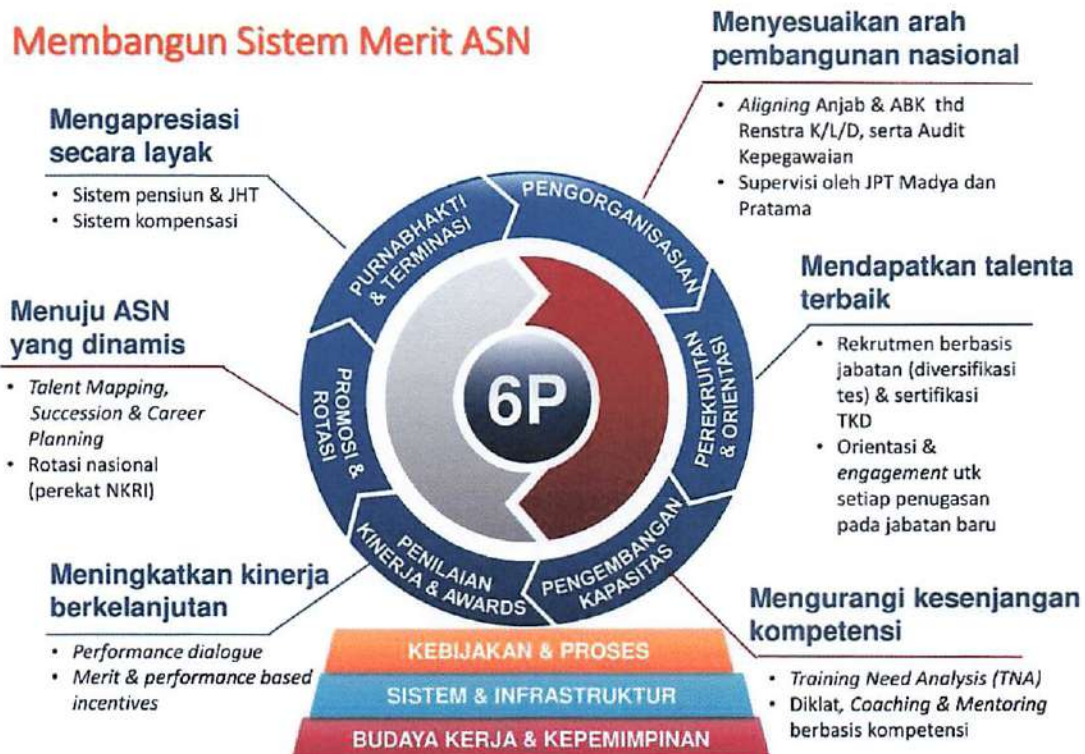 Membangun Sistem Merit ASN
Menyesuaikan arah
pembangunan nasional
• Aligning Anjab & ABK thd
Renstra K/L/D, serta Audit
Kepegawaian
• Supervisi oleh JPT Madya dan
Pratama
Mengapresiasi
secara layak
• Sistem pensiun & JHT
• Sistem kompensasi
PENGORGANISASIAN
PURNABHAKTI
& TERMINASI
Mendapatkan talenta
terbaik
• Rekrutmen berbasis
jabatan (diversifikasi
tes) & sertifikasi
TKD
• Orientasi &
engagement utk
setiap penugasan
pada jabatan baru
Menuju ASN
yang dinamis
• Talent Mapping,
Succession & Career
Planning
• Rotasi nasional
(perekat NKRI)
PROMOSI &
ROTASI
6P
PEREKRUTAN
& ORIENTASI
PENILAIAN
KINERJA & AWARDS
PENGEMBANGAN
KAPASITAS
Meningkatkan kinerja
berkelanjutan
• Performance dialogue
• Merit & performance based
incentives
Mengurangi kesenjangan
kompetensi
• Training Need Analysis (TNA)
• Diklat, Coaching & Mentoring
berbasis kompetensi
KEBIJAKAN & PROSES
SISTEM & INFRASTRUKTUR
BUDAYA KERJA & KEPEMIMPINAN